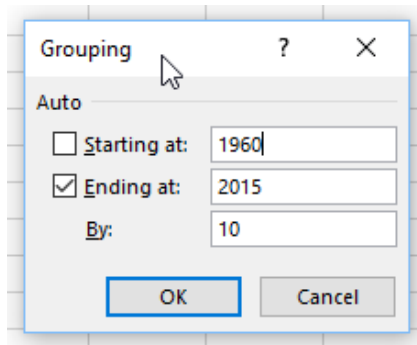 Grouping ? ×
Auto
Starting at: 1960
Ending at: 2015
By: 10
OK Cancel